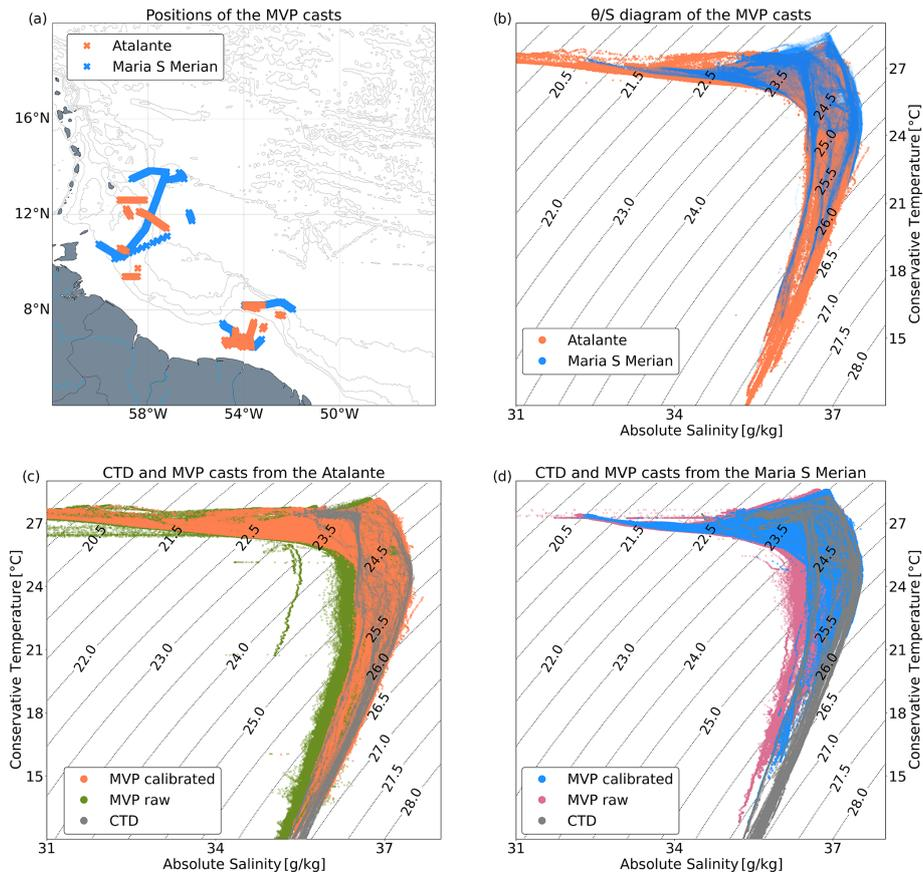 (a)
Positions of the MVP casts
Atalante
Maria S Merian
16°N
12°N
8°N
58°W
54°W
50°W
(b)
θ/S diagram of the MVP casts
20.5
21.5
22.5
23.5
24.5
25.0
25.5
26.0
26.5
27.0
27.5
28.0
22.0
23.0
24.0
Atalante
Maria S Merian
27
24
21
18
15
Conservative Temperature [°C]
31
34
37
Absolute Salinity [g/kg]
(c)
CTD and MVP casts from the Atalante
27
24
21
18
15
Conservative Temperature [°C]
20.5
21.5
22.5
23.5
24.5
25.5
26.0
26.5
27.0
27.5
28.0
22.0
23.0
24.0
25.0
MVP calibrated
MVP raw
CTD
31
34
37
Absolute Salinity [g/kg]
(d)
CTD and MVP casts from the Maria S Merian
20.5
21.5
22.5
23.5
24.5
25.5
26.0
26.5
27.0
27.5
28.0
22.0
23.0
24.0
25.0
MVP calibrated
MVP raw
CTD
27
24
21
18
15
Conservative Temperature [°C]
31
34
37
Absolute Salinity [g/kg]